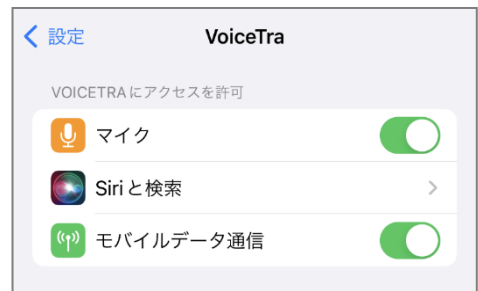 設定
VoiceTra
VOICETRAにアクセスを許可
マイク
Siriと検索
モバイルデータ通信